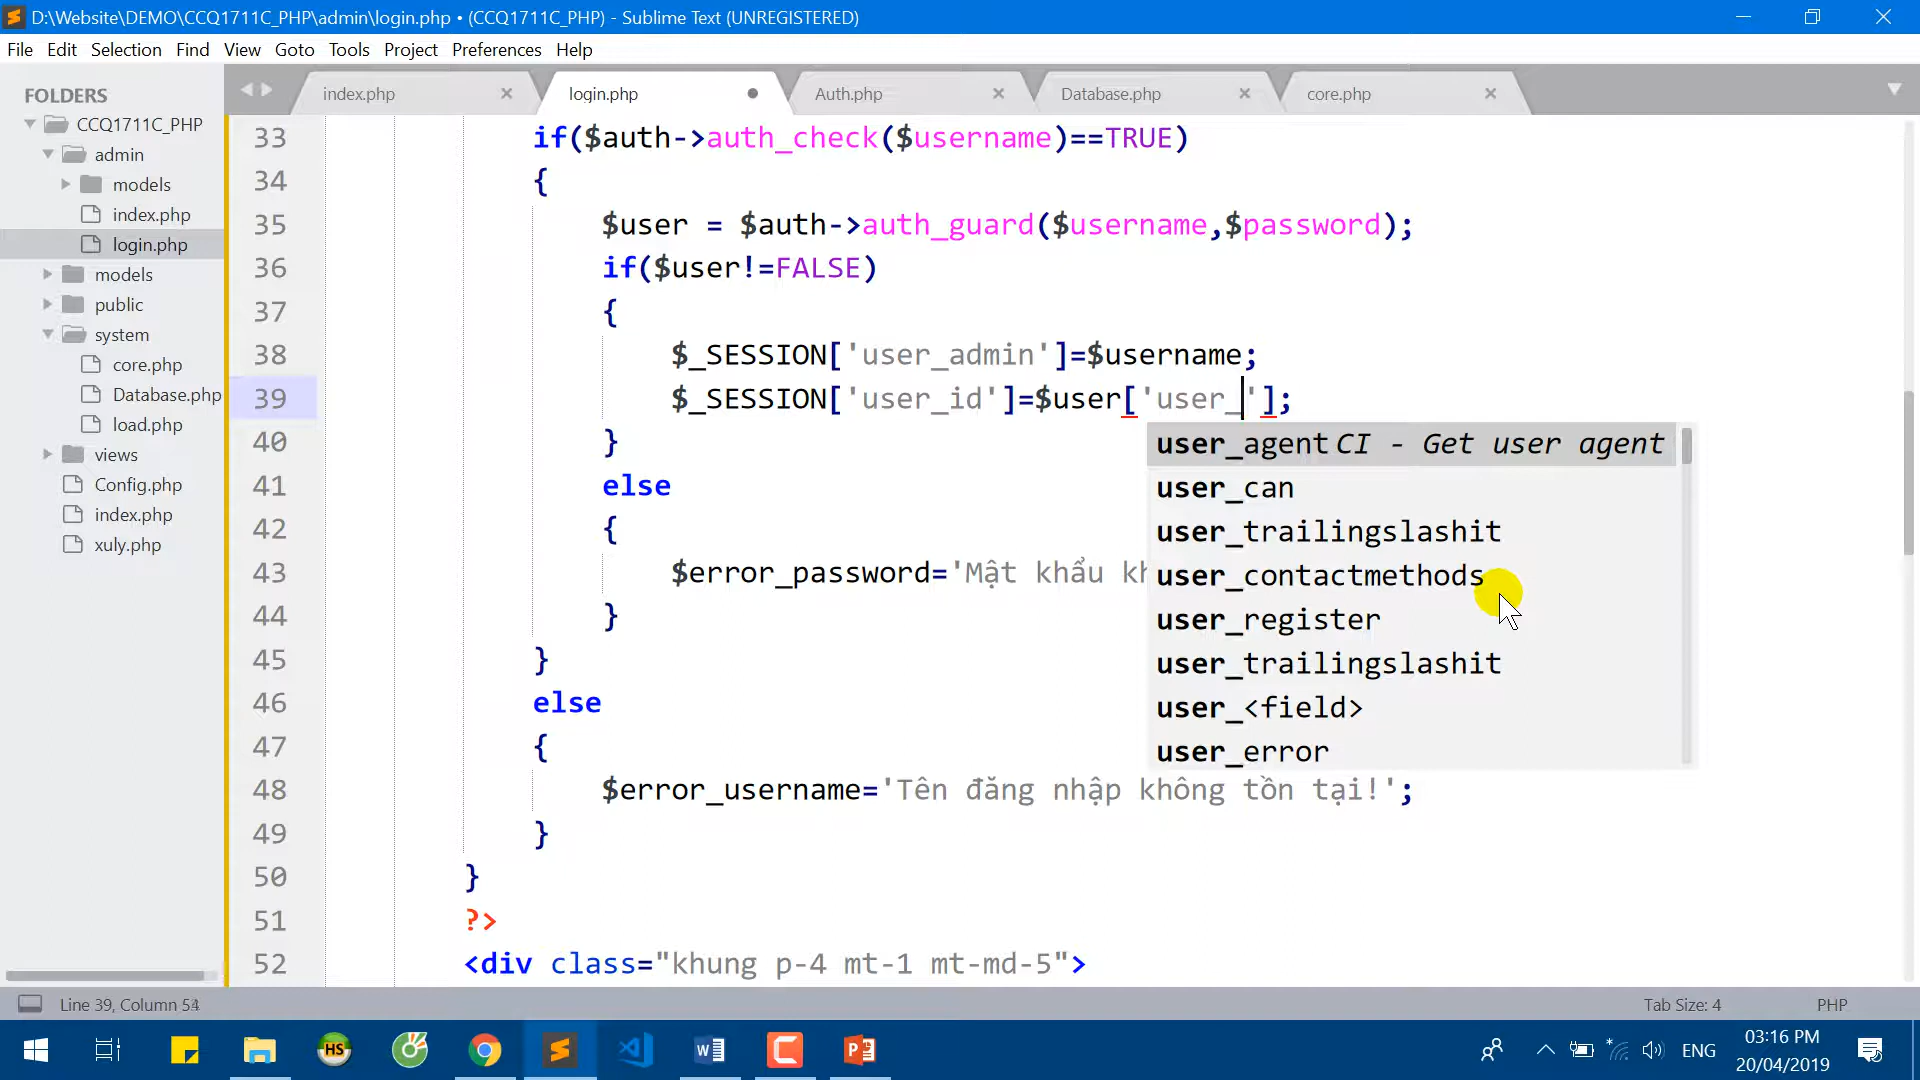 D:\Website\DEMO\CCQ1711C_PHP\admin\login.php • (CCQ1711C_PHP) - Sublime Text (UNREGISTERED)
File Edit Selection Find View Goto Tools Project Preferences Help
FOLDERS
CCQ1711C_PHP
admin
models
index.php
login.php
models
public
system
core.php
Database.php
load.php
views
Config.php
index.php
xuly.php
index.php login.php Auth.php Database.php core.php
33 if($auth->auth_check($username)==TRUE)
34 {
35 $user = $auth->auth_guard($username,$password);
36 if($user!=FALSE)
37 {
38 $_SESSION['user_admin']=$username;
39 $_SESSION['user_id']=$user['user_'];
40 }
41 else
42 {
43 $error_password='Mật khẩu kh
44 }
45 }
46 else
47 {
48 $error_username='Tên đăng nhập không tồn tại!';
49 }
50 }
51 ?>
52 <div class="khung p-4 mt-1 mt-md-5">
user_agent CI - Get user agent
user_can
user_trailingslashit
user_contactmethods
user_register
user_trailingslashit
user_<field>
user_error
Line 39, Column 54
Tab Size: 4 PHP
HS
ENG
03:16 PM
20/04/2019